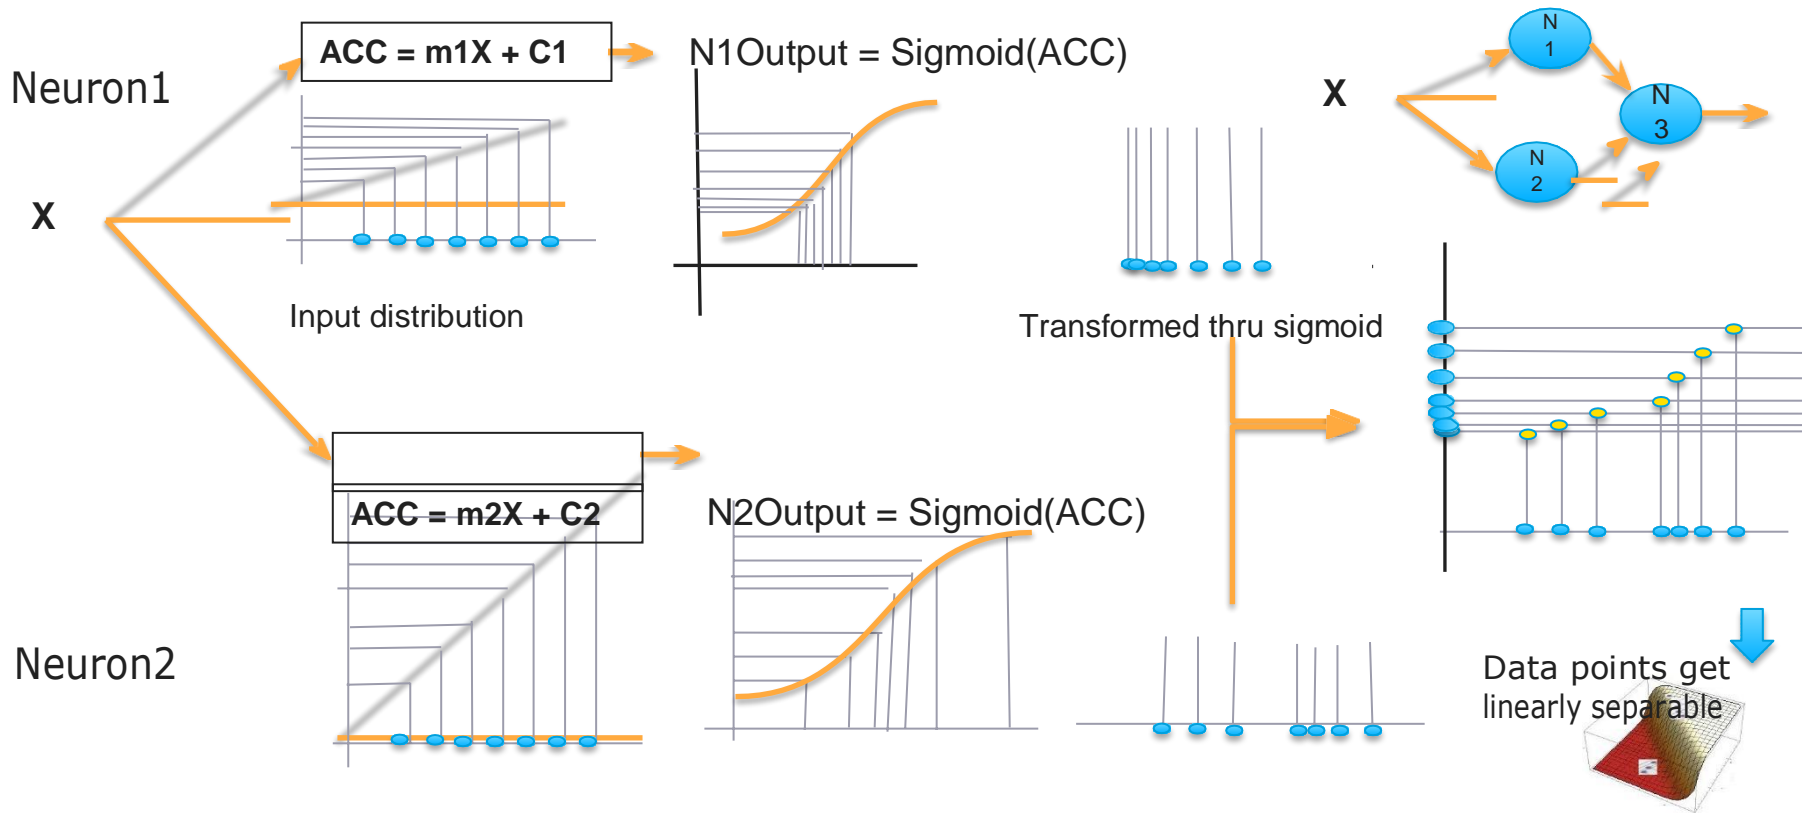 ACC = m1X + C1
N1Output = Sigmoid(ACC)
Neuron1
X
Input distribution
Transformed thru sigmoid
X
N
1
N
2
N
3
ACC = m2X + C2
N2Output = Sigmoid(ACC)
Neuron2
Data points get
linearly separable